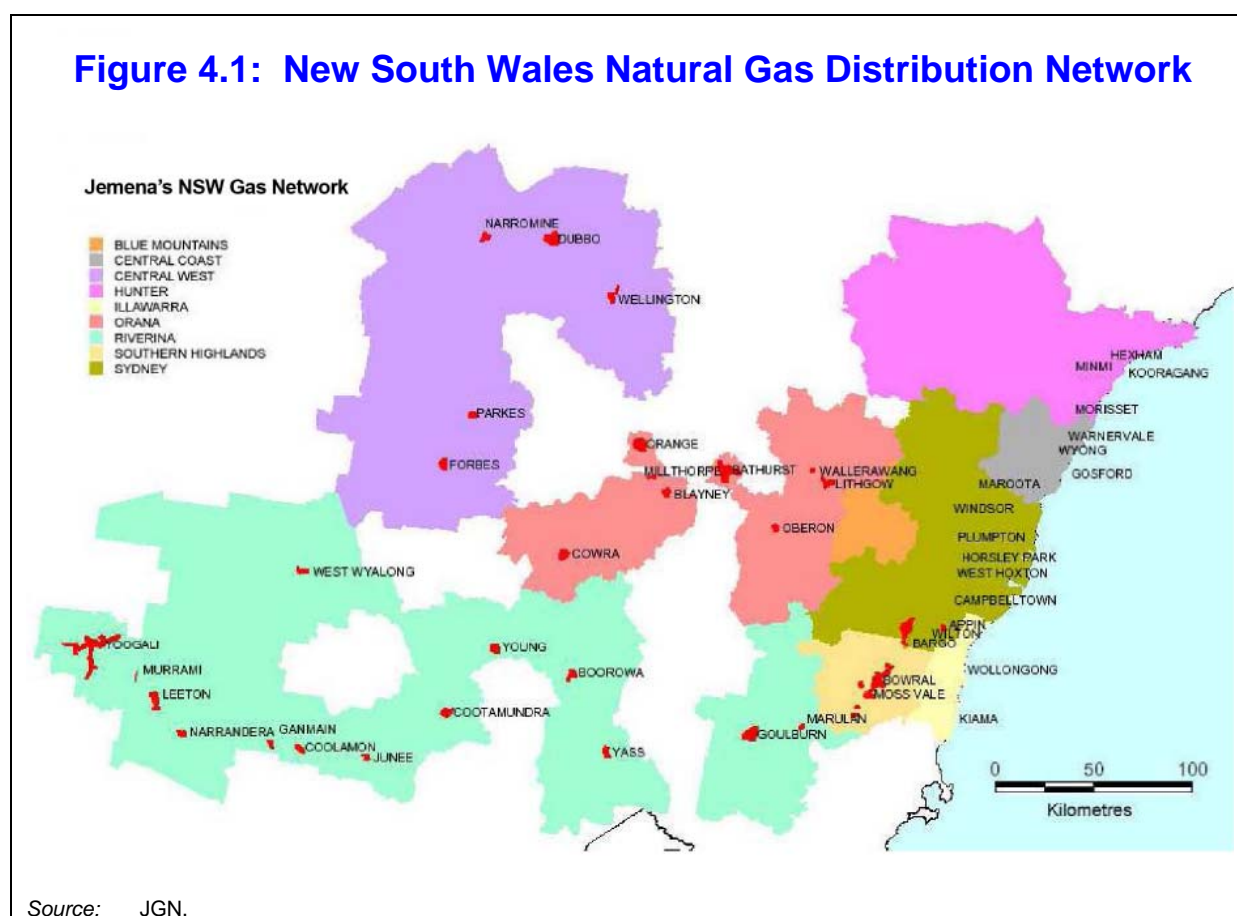 Figure 4.1: New South Wales Natural Gas Distribution Network
Jemena's NSW Gas Network
BLUE MOUNTAINS
CENTRAL COAST
CENTRAL WEST
HUNTER
ILLAWARRA
ORANA
RIVERINA
SOUTHERN HIGHLANDS
SYDNEY
NARROMINE
DUBBO
WELLINGTON
PARKES
FORBES
ORANGE
MILLTHORPE
BATHURST
BLAYNEY
WALLERAWANG
LITHGOW
OBERON
COWRA
HEXHAM
MINMI
KOORAGANG
MORISSET
WARNERVALE
WYONG
GOSFORD
MAROOTA
WINDSOR
PLUMPTON
HORSLEY PARK
WEST HOXTON
CAMPBELLTOWN
APPIN
WILTON
BARGO
WOLLONGONG
BOWRAL
MOSS VALE
KIAMA
MARULAN
GOULBURN
WEST WYALONG
YOOGALI
MURRAMI
LEETON
NARRANDERA
GANMAIN
COOLAMON
JUNEE
YOUNG
BOOROWA
COOTAMUNDRA
YASS
0 50 100
Kilometres
Source: JGN.